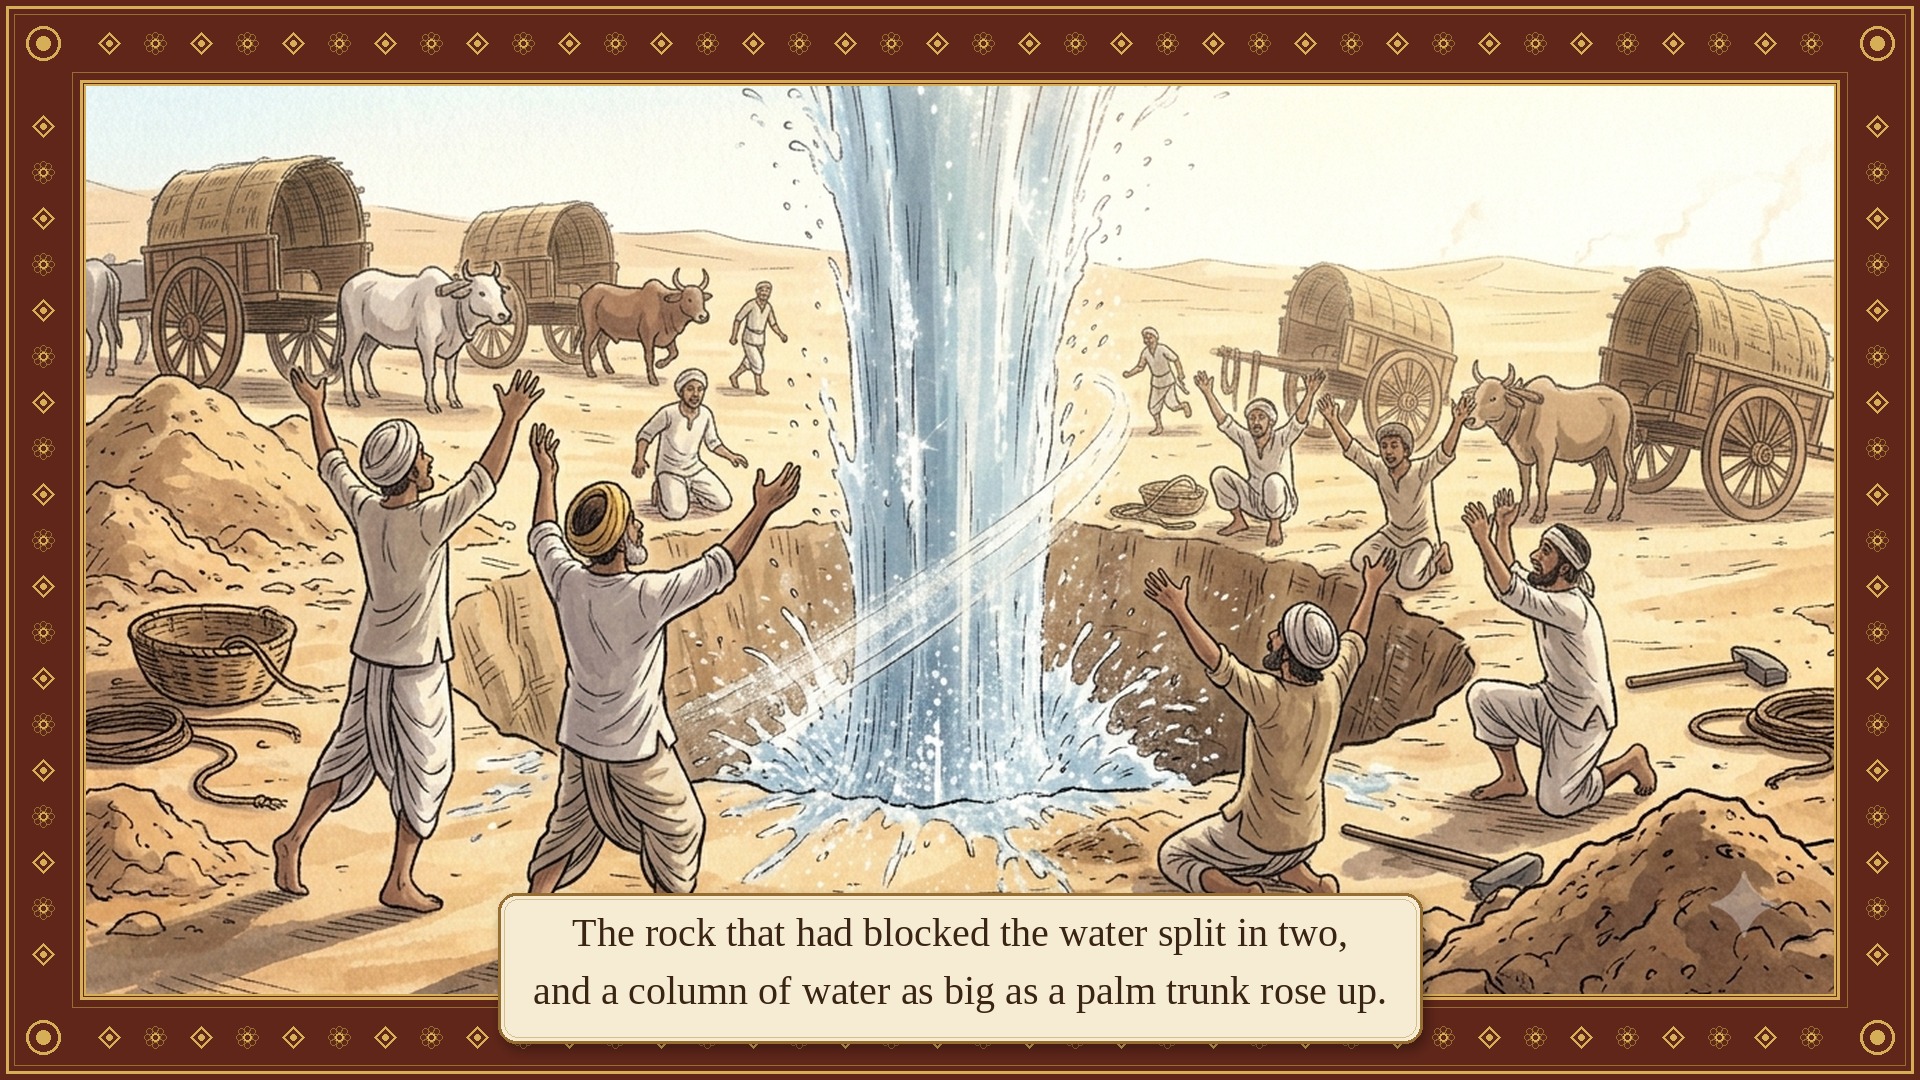 The rock that had blocked the water split in two,
and a column of water as big as a palm trunk rose up.